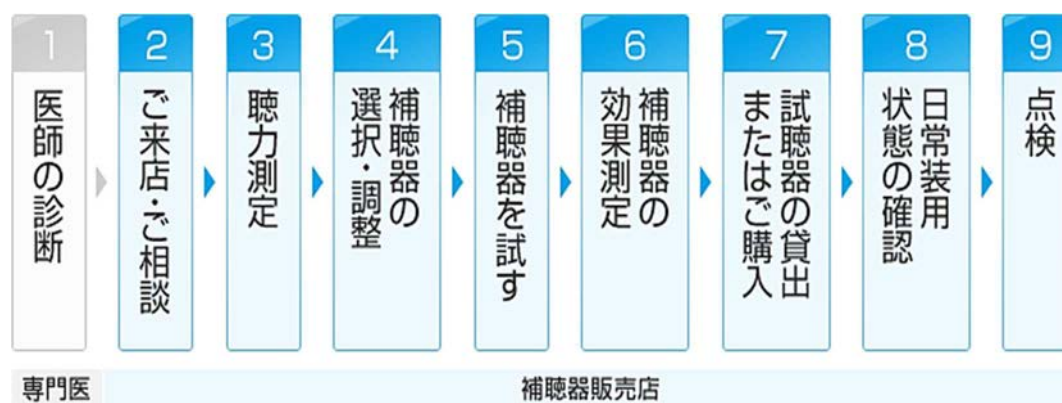 1
医師の診断
2
ご来店・ご相談
3
聴力測定
4
補聴器の
選択・調整
5
補聴器を試す
6
補聴器の
効果測定
7
試聴器の貸出
またはご購入
8
日常装用
状態の確認
9
点検
専門医
補聴器販売店